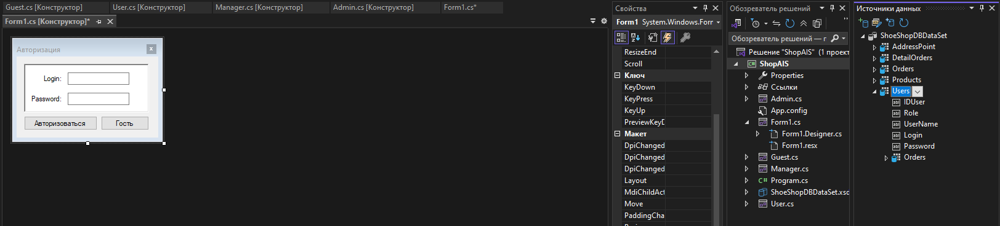 Guest.cs [Конструктор]
User.cs [Конструктор]
Manager.cs [Конструктор]
Admin.cs [Конструктор]
Form1.cs*
Form1.cs [Конструктор]*
Авторизация
Login:
Password:
Авторизоваться
Гость
Свойства
Form1 System.Windows.Forr
ResizeEnd
Scroll
Ключ
KeyDown
KeyPress
KeyUp
PreviewKeyD
Макет
DpiChanged
DpiChanged
DpiChanged
Layout
MdiChildAct
Move
PaddingCha
Обозреватель решений
Обозреватель решений — г
Решение "ShopAIS" (1 проект
ShopAIS
Properties
Ссылки
Admin.cs
App.config
Form1.cs
Form1.Designer.cs
Form1.resx
Guest.cs
Manager.cs
Program.cs
ShoeShopDBDataSet.xsd
User.cs
Источники данных
ShoeShopDBDataSet
AddressPoint
DetailOrders
Orders
Products
Users
IDUser
Role
UserName
Login
Password
Orders